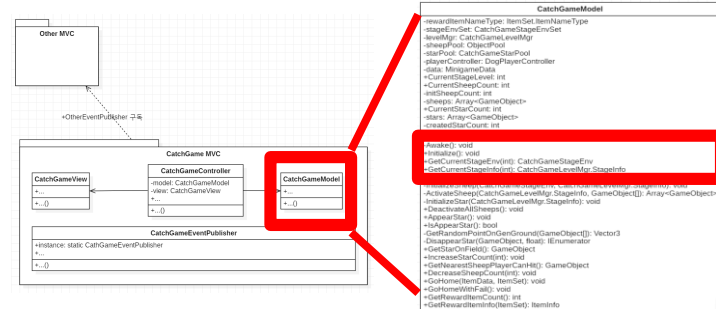 Other MVC
+OtherEventPublisher 구독
CatchGame MVC
CatchGameView
+...
+...()
CatchGameController
-model: CatchGameModel
-view: CatchGameView
+...
+...()
CatchGameModel
+...
+...()
CatchGameEventPublisher
+instance: static CathGameEventPublisher
+...
+...()
CatchGameModel
-rewardItemNameType: ItemSet.ItemNameType
-stageEnvSet: CatchGameStageEnvSet
-levelMgr: CatchGameLevelMgr
-sheepPool: ObjectPool
-starPool: CatchGameStarPool
-playerController: DogPlayerController
-data: MinigameData
+CurrentStageLevel: int
+CurrentSheepCount: int
-initSheepCount: int
-sheeps: Array<GameObject>
+CurrentStarCount: int
-stars: Array<GameObject>
-createdStarCount: int
-Awake(): void
+Initialize(): void
+GetCurrentStageEnv(int): CatchGameStageEnv
+GetCurrentStageInfo(int): CatchGameLevelMgr.StageInfo
-InitializeSheep(CatchGameStageEnv, CatchGameLevelMgr.StageInfo): void
-ActivateSheep(CatchGameLevelMgr.StageInfo, GameObject[]): Array<GameObject>
-InitializeStar(CatchGameLevelMgr.StageInfo): void
+DeactivateAllSheeps(): void
+AppearStar(): void
+IsAppearStar(): bool
-GetRandomPointOnGenGround(GameObject[]): Vector3
-DisappearStar(GameObject, float): IEnumerator
+GetStarOnField(): GameObject
+IncreaseStarCount(int): void
+GetNearestSheepPlayerCanHit(): GameObject
+DecreaseSheepCount(int): void
+GoHome(ItemData, ItemSet): void
+GoHomeWithFail(): void
+GetRewardItemCount(): int
+GetRewardItemInfo(ItemSet): ItemInfo